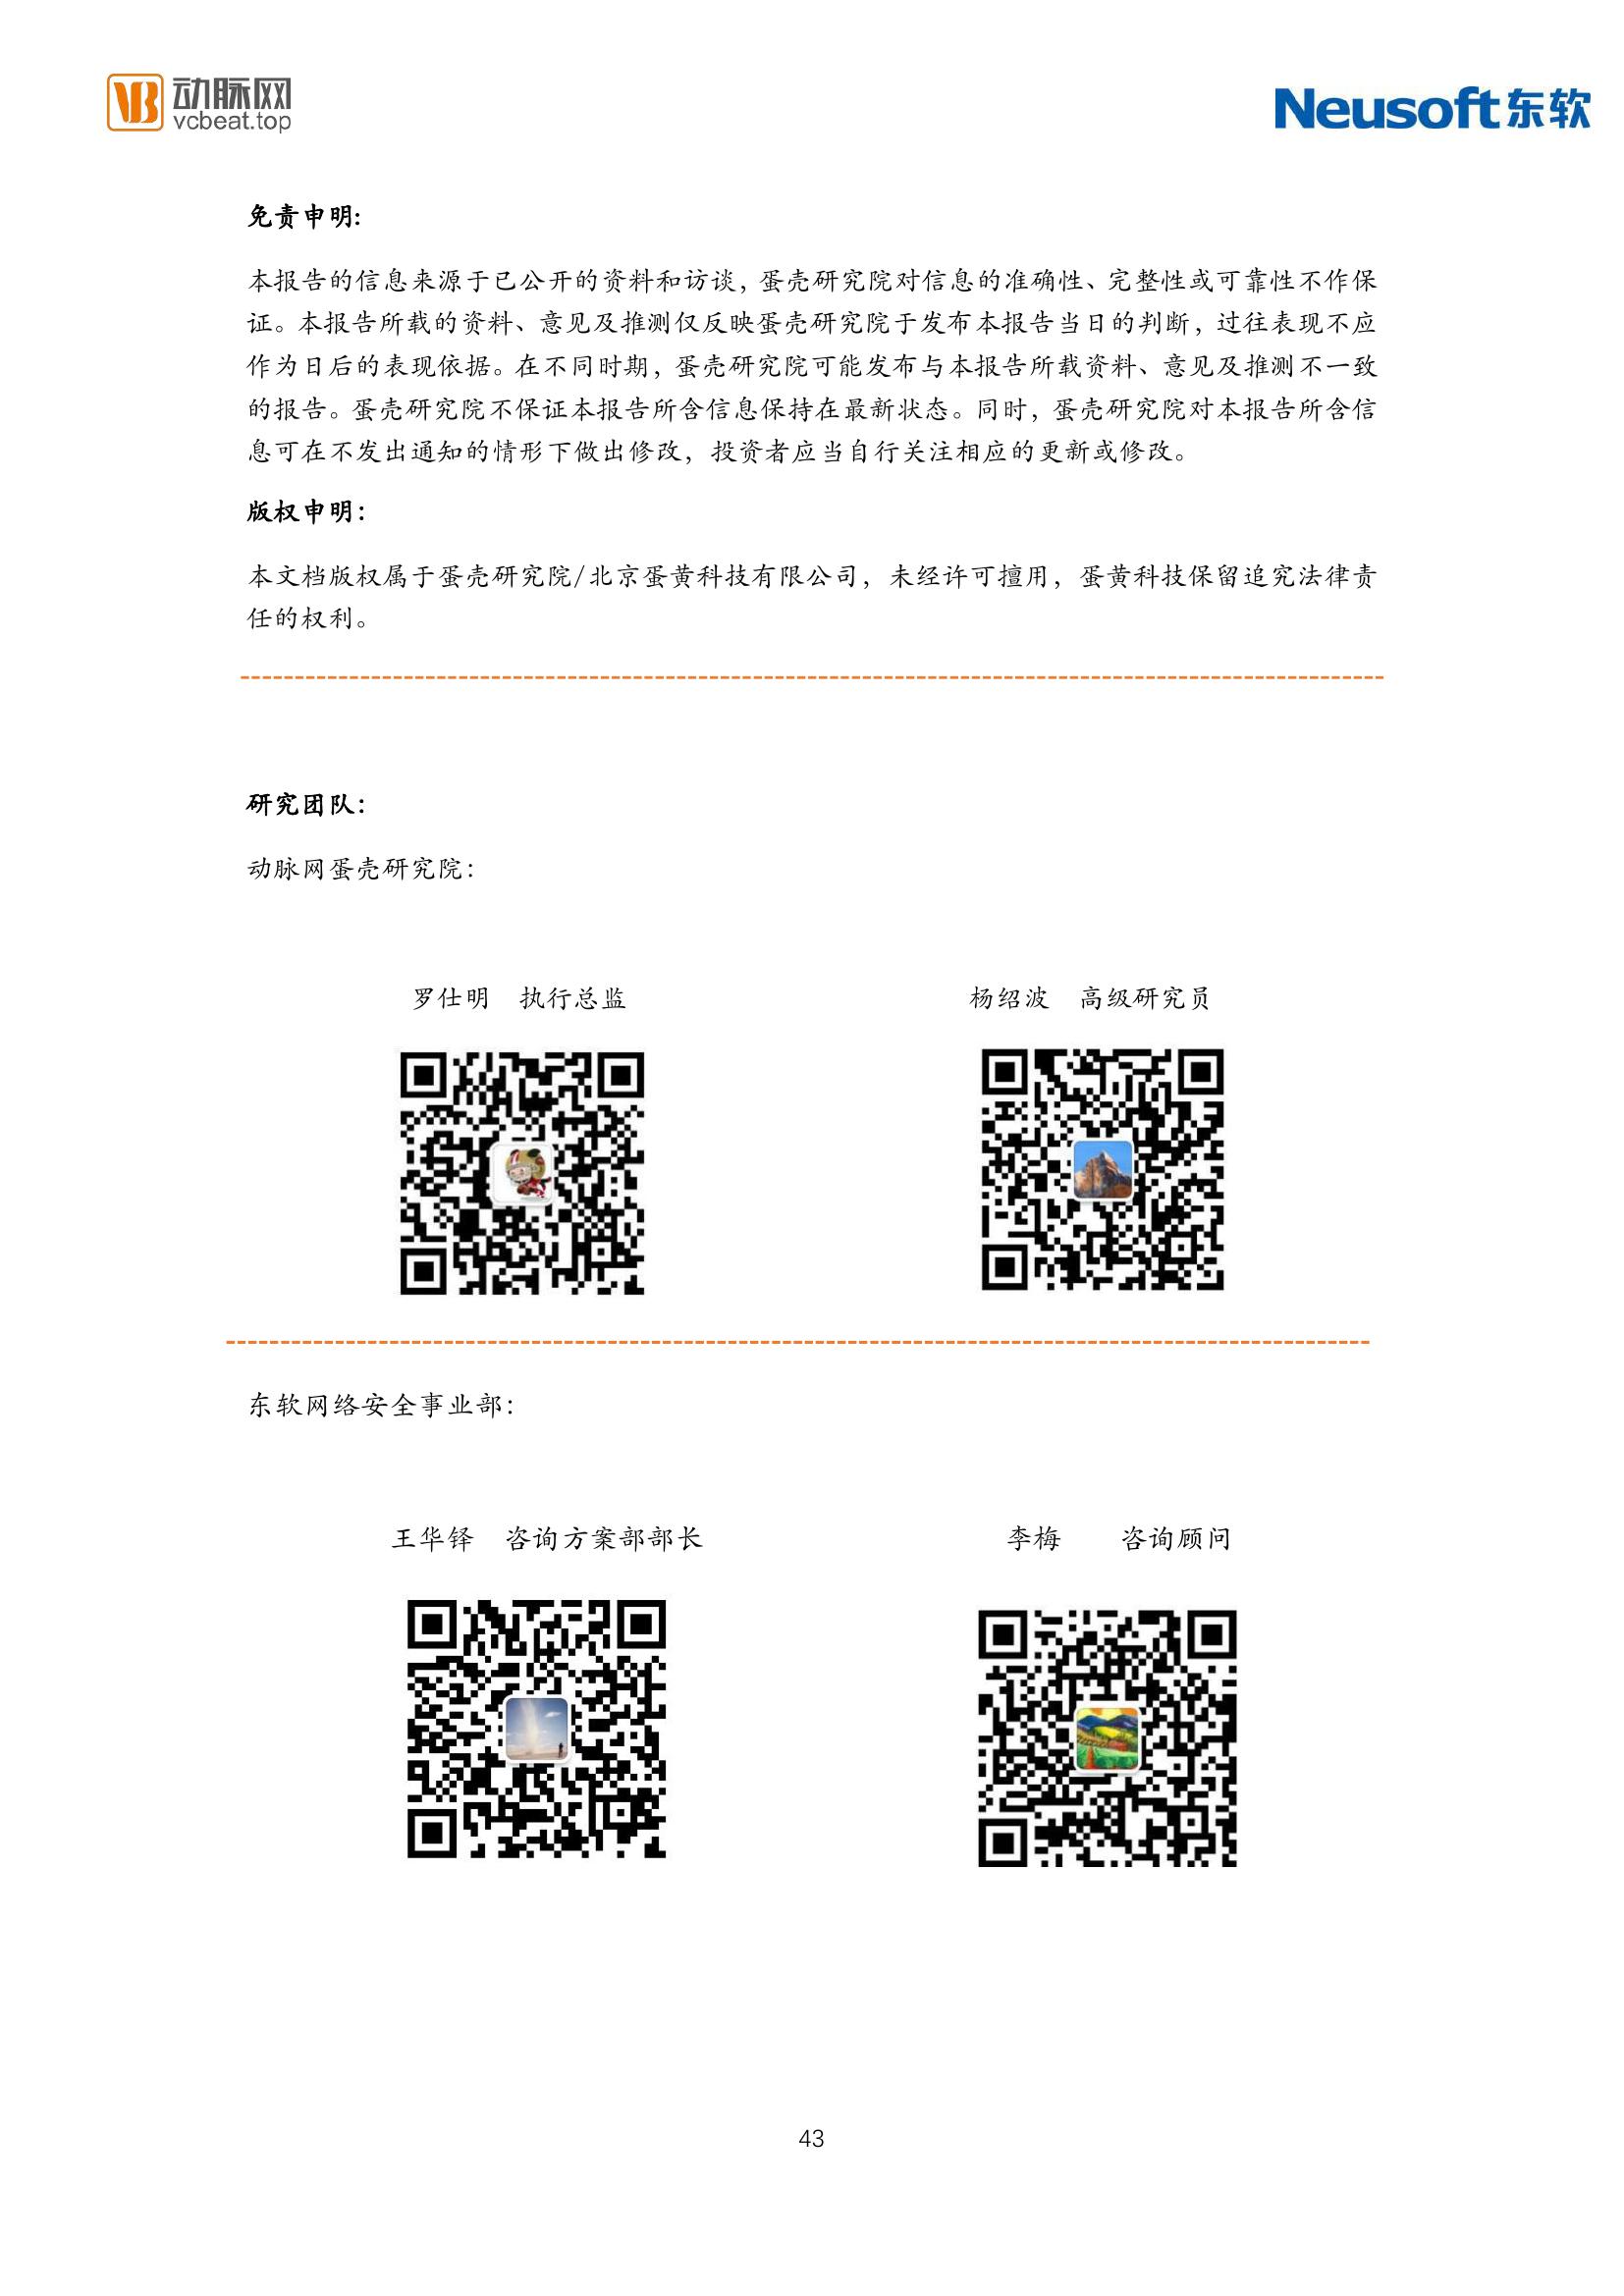 动脉网
vcbeat.top
Neusoft东软
免责申明:
本报告的信息来源于已公开的资料和访谈，蛋壳研究院对信息的准确性、完整性或可靠性不作保
证。本报告所载的资料、意见及推测仅反映蛋壳研究院于发布本报告当日的判断，过往表现不应
作为日后的表现依据。在不同时期，蛋壳研究院可能发布与本报告所载资料、意见及推测不一致
的报告。蛋壳研究院不保证本报告所含信息保持在最新状态。同时，蛋壳研究院对本报告所含信
息可在不发出通知的情形下做出修改，投资者应当自行关注相应的更新或修改。
版权申明：
本文档版权属于蛋壳研究院/北京蛋黄科技有限公司，未经许可擅用，蛋黄科技保留追究法律责
任的权利。
研究团队：
动脉网蛋壳研究院：
罗仕明 执行总监
杨绍波 高级研究员
东软网络安全事业部：
王华铎 咨询方案部部长
李梅 咨询顾问
43